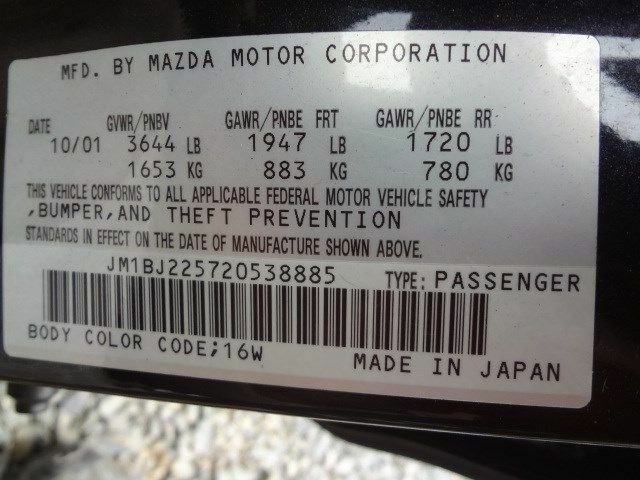 MFD. BY MAZDA MOTOR CORPORATION
DATE GVWR/PNBV GAWR/PNBE FRT GAWR/PNBE RR
10/01 3644 LB 1947 LB 1720 LB
1653 KG 883 KG 780 KG
THIS VEHICLE CONFORMS TO ALL APPLICABLE FEDERAL MOTOR VEHICLE SAFETY
,BUMPER,AND THEFT PREVENTION
STANDARDS IN EFFECT ON THE DATE OF MANUFACTURE SHOWN ABOVE.
JM1BJ225720538885 TYPE: PASSENGER
BODY COLOR CODE;16W MADE IN JAPAN